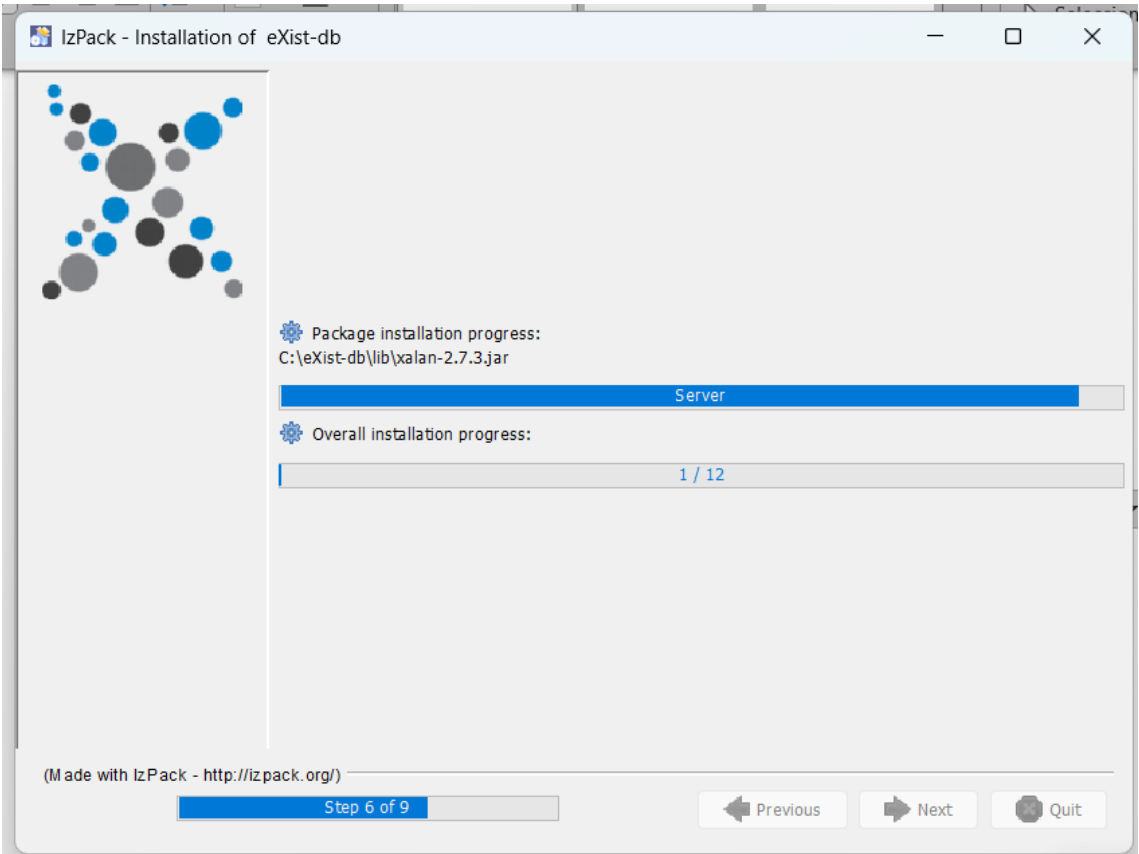 IzPack - Installation of eXist-db
Package installation progress:
C:\eXist-db\lib\xalan-2.7.3.jar
Server
Overall installation progress:
1 / 12
(Made with IzPack - http://izpack.org/)
Step 6 of 9
Previous
Next
Quit